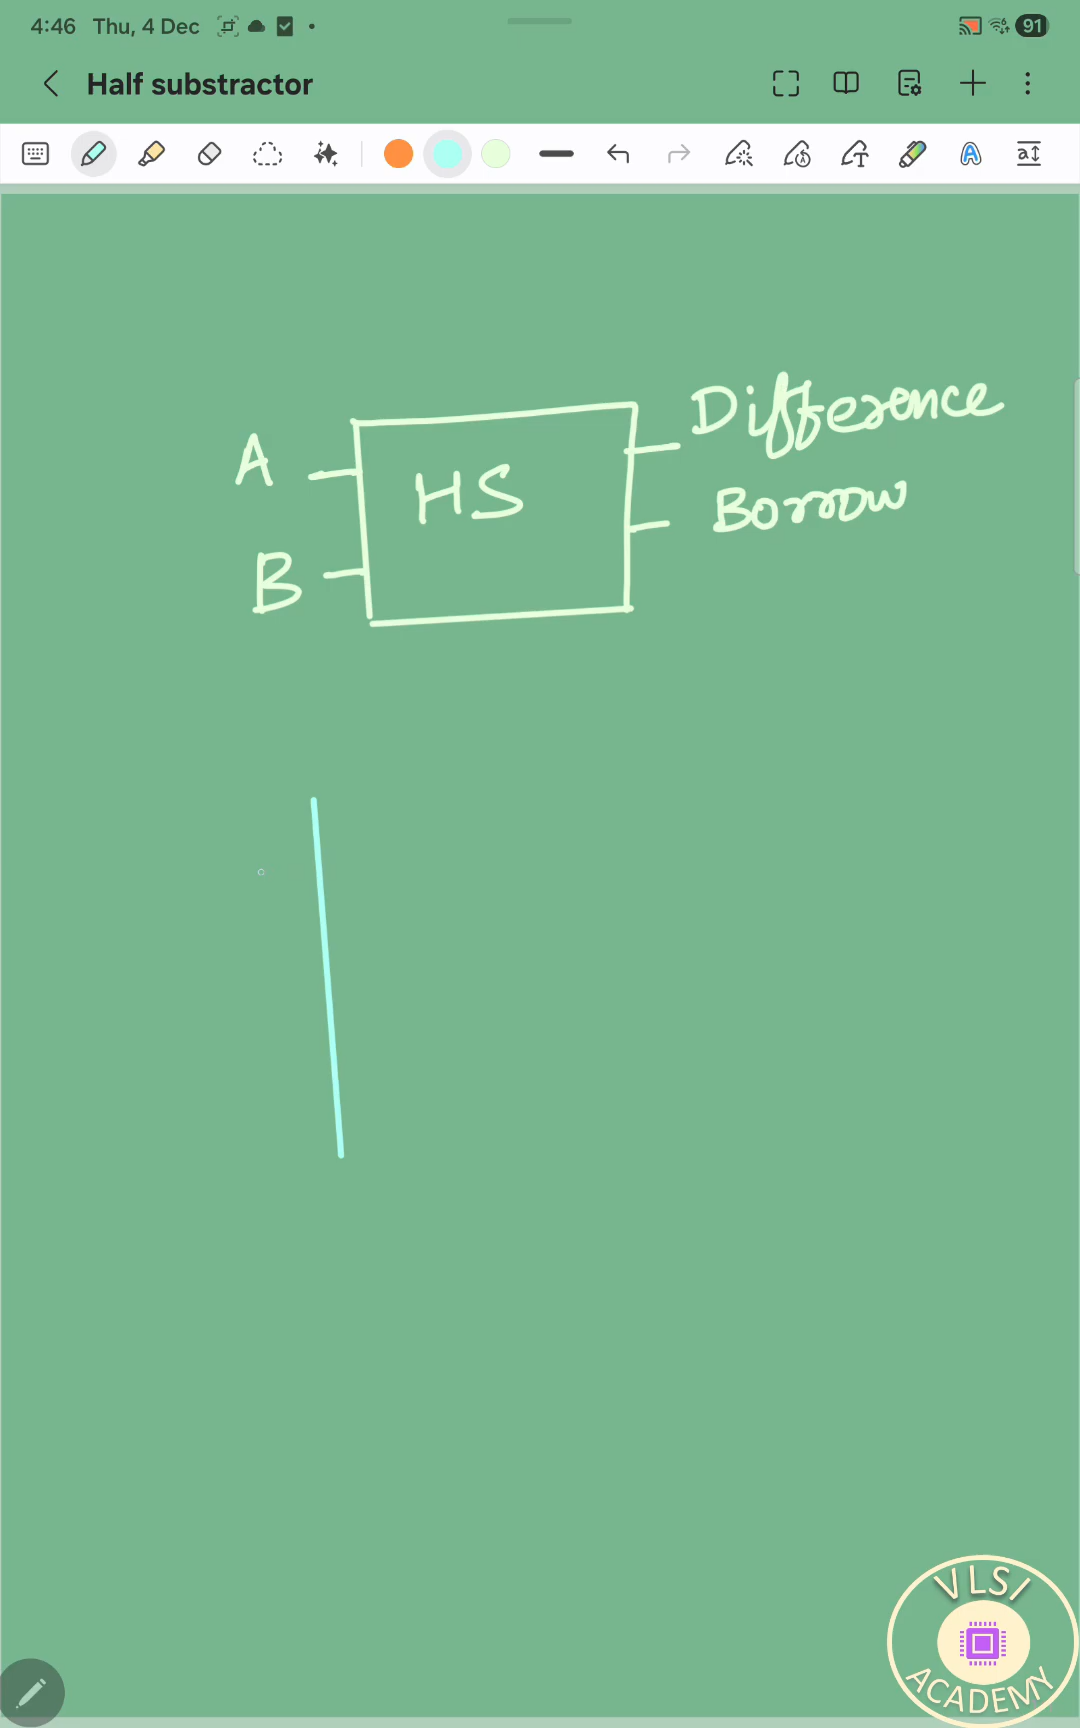 4:46 Thu, 4 Dec 91
Half substractor
A HS Difference
B Borrow
VLSI
ACADEMY